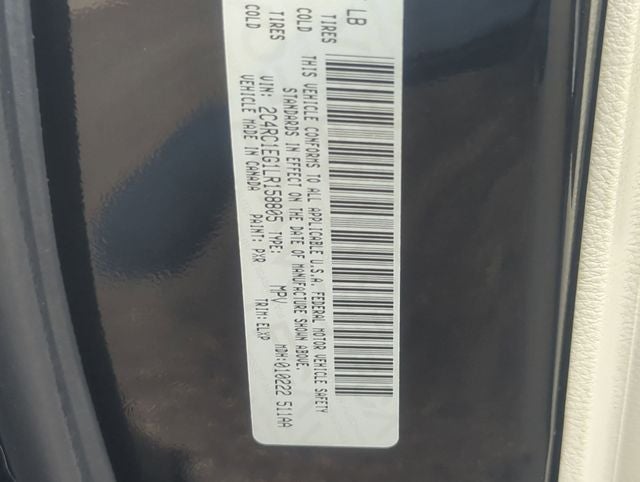 LB
TIRES
COLD
TIRES
COLD
THIS VEHICLE CONFORMS TO ALL APPLICABLE U.S.A. FEDERAL MOTOR VEHICLE SAFETY
STANDARDS IN EFFECT ON THE DATE OF MANUFACTURE SHOWN ABOVE.
VIN: 2C4RC1EG1LR158805 TYPE: MPV MDH:010222 511AA
VEHICLE MADE IN CANADA PAINT: PXR TRIM:ELXP